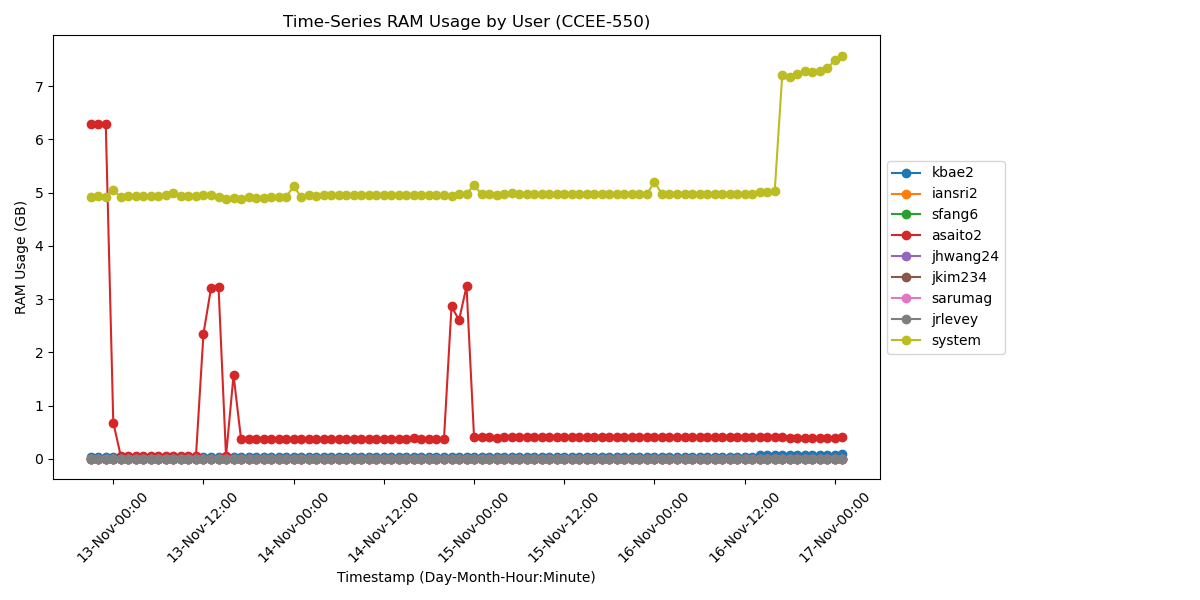 Time-Series RAM Usage by User (CCEE-550)
RAM Usage (GB)
7
6
5
4
3
2
1
0
13-Nov-00:00
13-Nov-12:00
14-Nov-00:00
14-Nov-12:00
15-Nov-00:00
15-Nov-12:00
16-Nov-00:00
16-Nov-12:00
17-Nov-00:00
Timestamp (Day-Month-Hour:Minute)
kbae2
iansri2
sfang6
asaito2
jhwang24
jkim234
sarumag
jrlevey
system